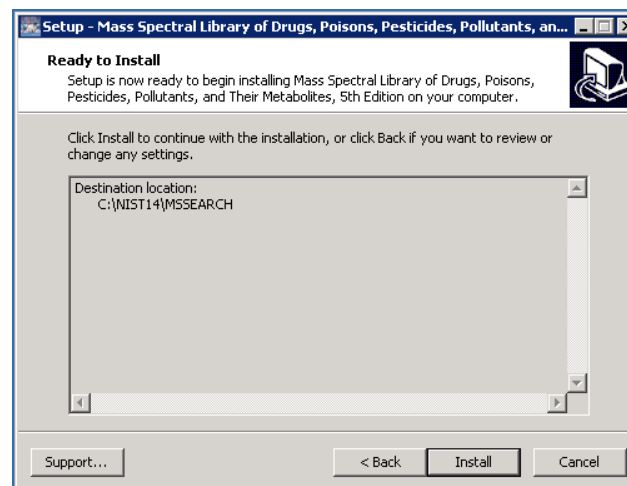 Setup - Mass Spectral Library of Drugs, Poisons, Pesticides, Pollutants, an...
Ready to Install
Setup is now ready to begin installing Mass Spectral Library of Drugs, Poisons,
Pesticides, Pollutants, and Their Metabolites, 5th Edition on your computer.
Click Install to continue with the installation, or click Back if you want to review or
change any settings.
Destination location:
C:\NIST14\MSSEARCH
Support... < Back Install Cancel